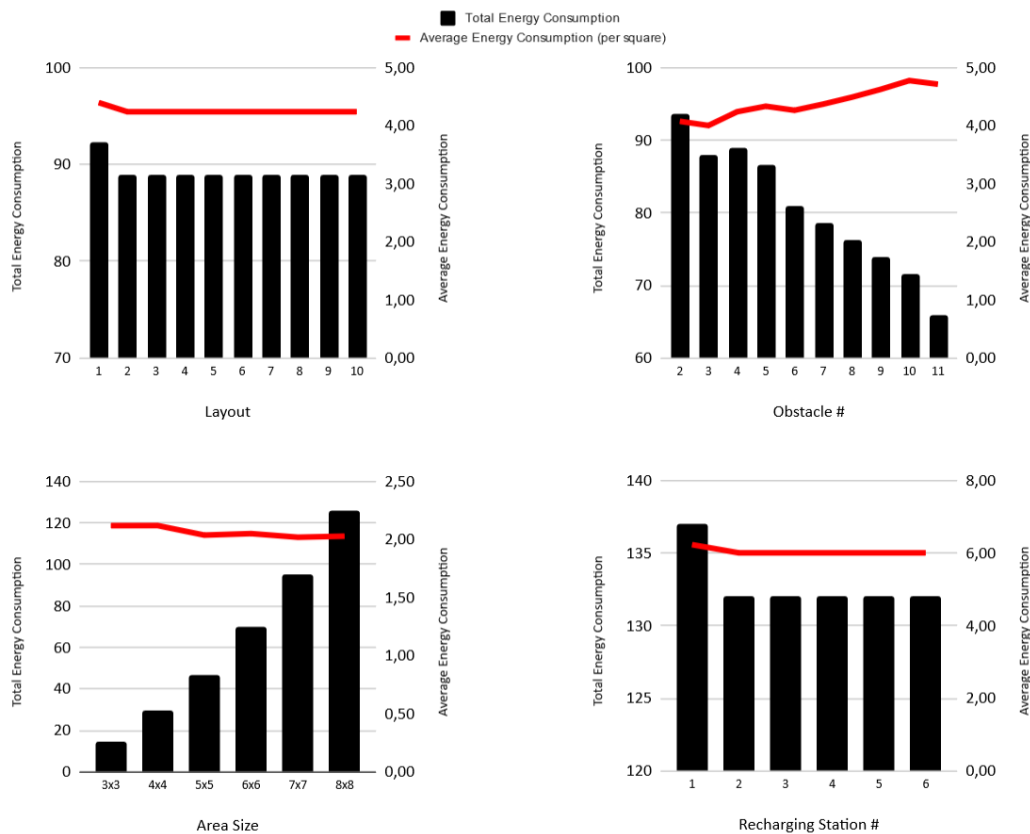 Total Energy Consumption
Average Energy Consumption (per square)
100
90
80
70
5,00
4,00
3,00
2,00
1,00
0,00
Total Energy Consumption
Average Energy Consumption
1 2 3 4 5 6 7 8 9 10
Layout
100
90
80
70
60
5,00
4,00
3,00
2,00
1,00
0,00
Total Energy Consumption
Average Energy Consumption
2 3 4 5 6 7 8 9 10 11
Obstacle #
140
120
100
80
60
40
20
0
2,50
2,00
1,50
1,00
0,50
0,00
Total Energy Consumption
Average Energy Consumption
3x3 4x4 5x5 6x6 7x7 8x8
Area Size
140
135
130
125
120
8,00
6,00
4,00
2,00
0,00
Total Energy Consumption
Average Energy Consumption
1 2 3 4 5 6
Recharging Station #